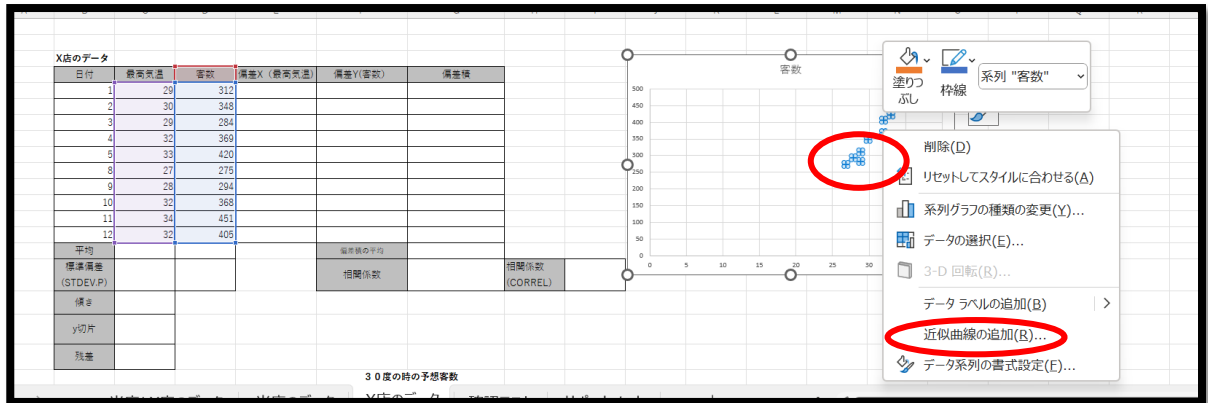 X店のデータ
日付 最高気温 客数 偏差X（最高気温） 偏差Y(客数) 偏差積
1 29 312
2 30 348
3 29 284
4 32 369
5 33 420
8 27 275
9 28 294
10 32 368
11 34 451
12 32 405
平均 偏差積の平均
標準偏差
(STDEV.P)
相関係数
相関係数
(CORREL)
傾き
y切片
残差
３０度の時の予想客数
客数
500
450
400
350
300
250
200
150
100
50
0
0 5 10 15 20 25 30
塗りつ
ぶし
枠線
系列 "客数"
削除(D)
リセットしてスタイルに合わせる(A)
系列グラフの種類の変更(Y)...
データの選択(E)...
3-D 回転(R)...
データ ラベルの追加(B)
近似曲線の追加(R)...
データ系列の書式設定(F)...